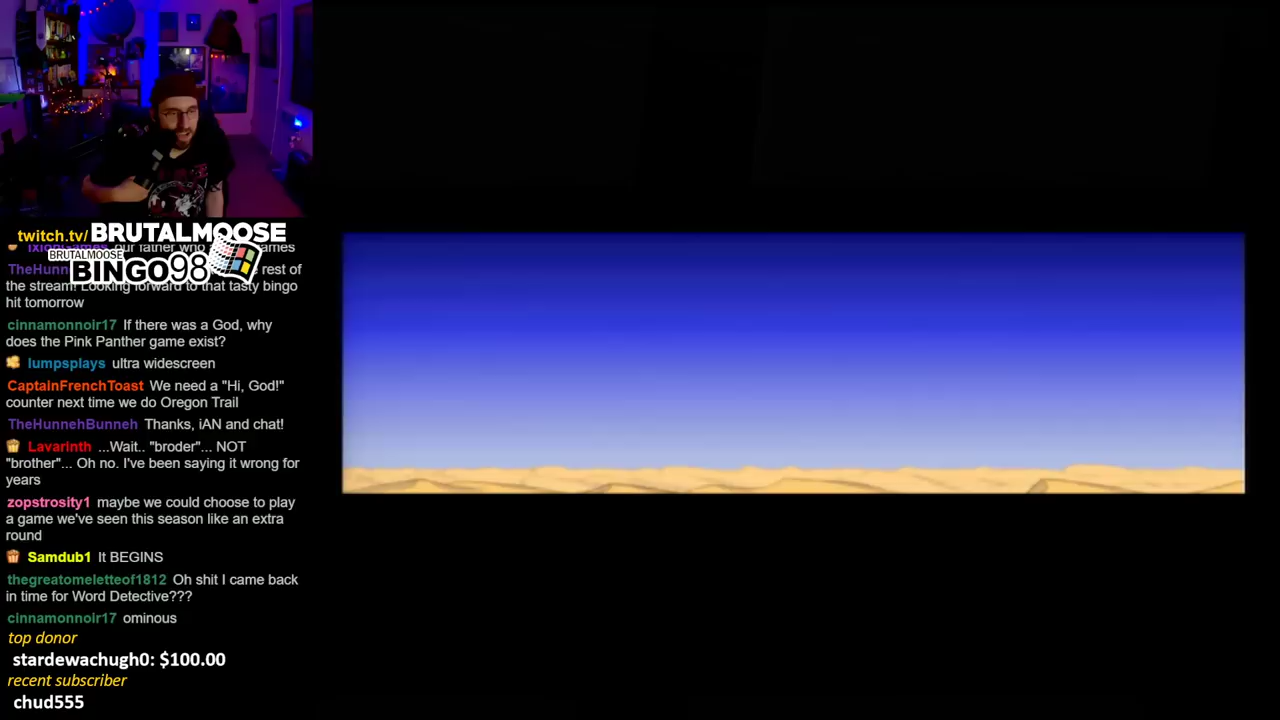 twitch.tv/BRUTALMOOSE
our father who
ames
BRUTALMOOSE
BINGO98
TheHunn
rest of
the stream! Looking forward to that tasty bingo
hit tomorrow
cinnamonnoir17 If there was a God, why
does the Pink Panther game exist?
lumpsplays ultra widescreen
CaptainFrenchToast We need a "Hi, God!"
counter next time we do Oregon Trail
TheHunnehBunneh Thanks, iAN and chat!
Lavarinth ...Wait.. "broder"... NOT
"brother"... Oh no. I've been saying it wrong for
years
zopstrosity1 maybe we could choose to play
a game we've seen this season like an extra
round
Samdub1 It BEGINS
thegreatomeletteof1812 Oh shit I came back
in time for Word Detective???
cinnamonnoir17 ominous
top donor
stardewachugh0: $100.00
recent subscriber
chud555